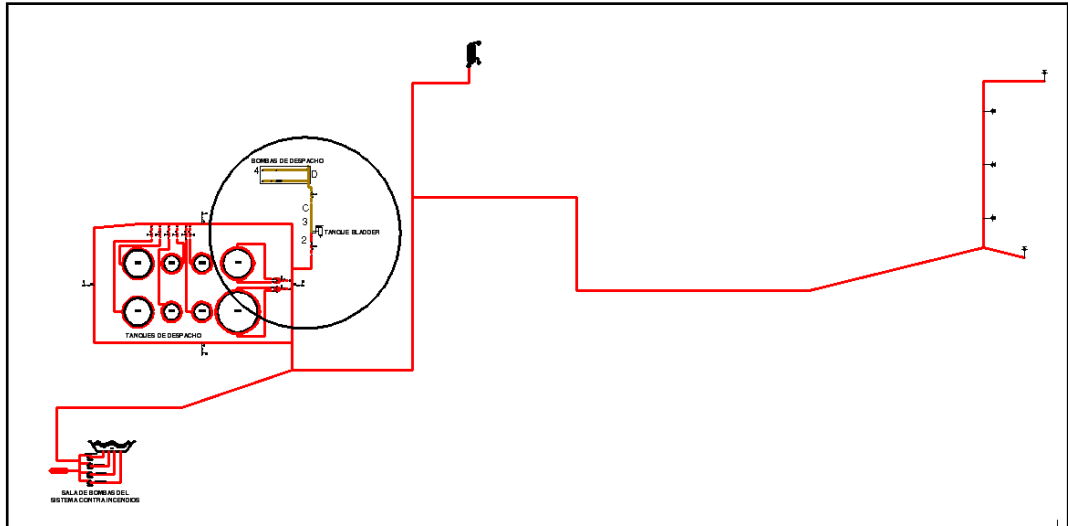 BOMBAS DE DESPACHO
4
D
C
3
TANQUE BLADDER
2
TANQUES DE DESPACHO
SALA DE BOMBAS DEL
SISTEMA CONTRA INCENDIOS